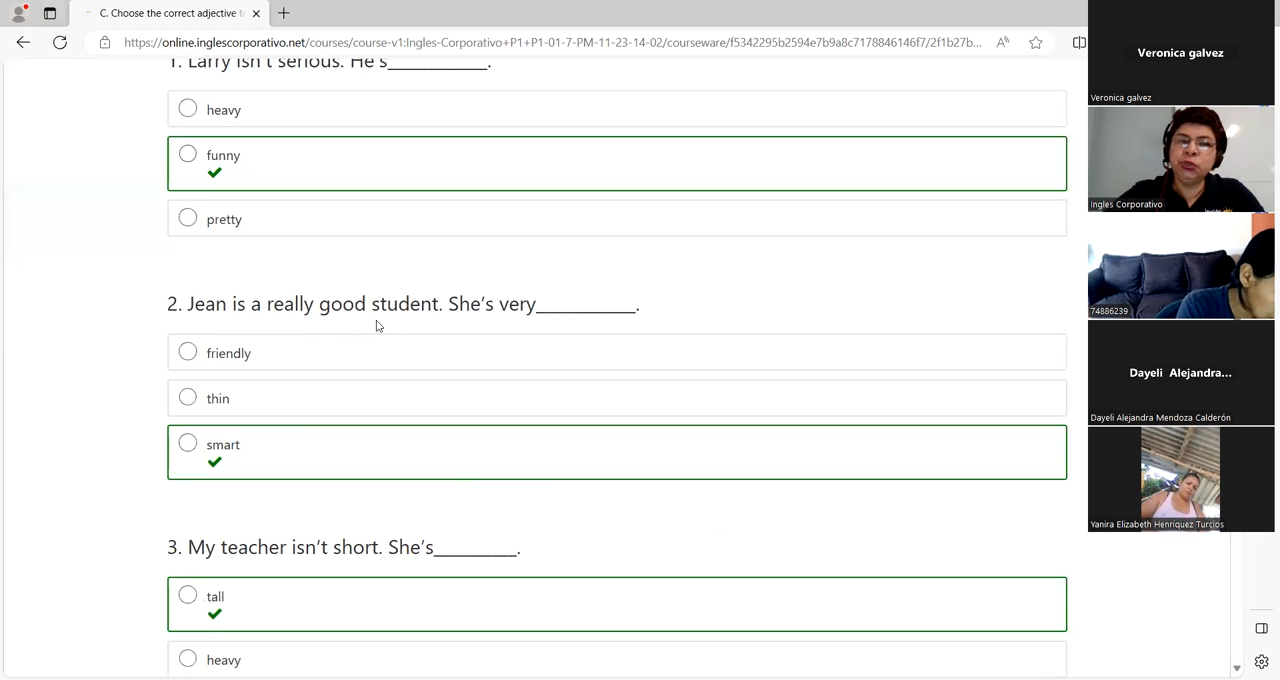 C. Choose the correct adjective t
https://online.inglescorporativo.net/courses/course-v1:Ingles-Corporativo+P1+P1-01-7-PM-11-23-14-02/courseware/f5342295b2594e7b9a8c7178846146f7/2f1b27b...
1. Larry isn't serious. He's___________.
heavy
funny
pretty
2. Jean is a really good student. She's very___________.
friendly
thin
smart
3. My teacher isn't short. She's_________.
tall
heavy
Veronica galvez
Veronica galvez
Ingles Corporativo
74886239
Dayeli Alejandra...
Dayeli Alejandra Mendoza Calderón
Yanira Elizabeth Henriquez Turcios